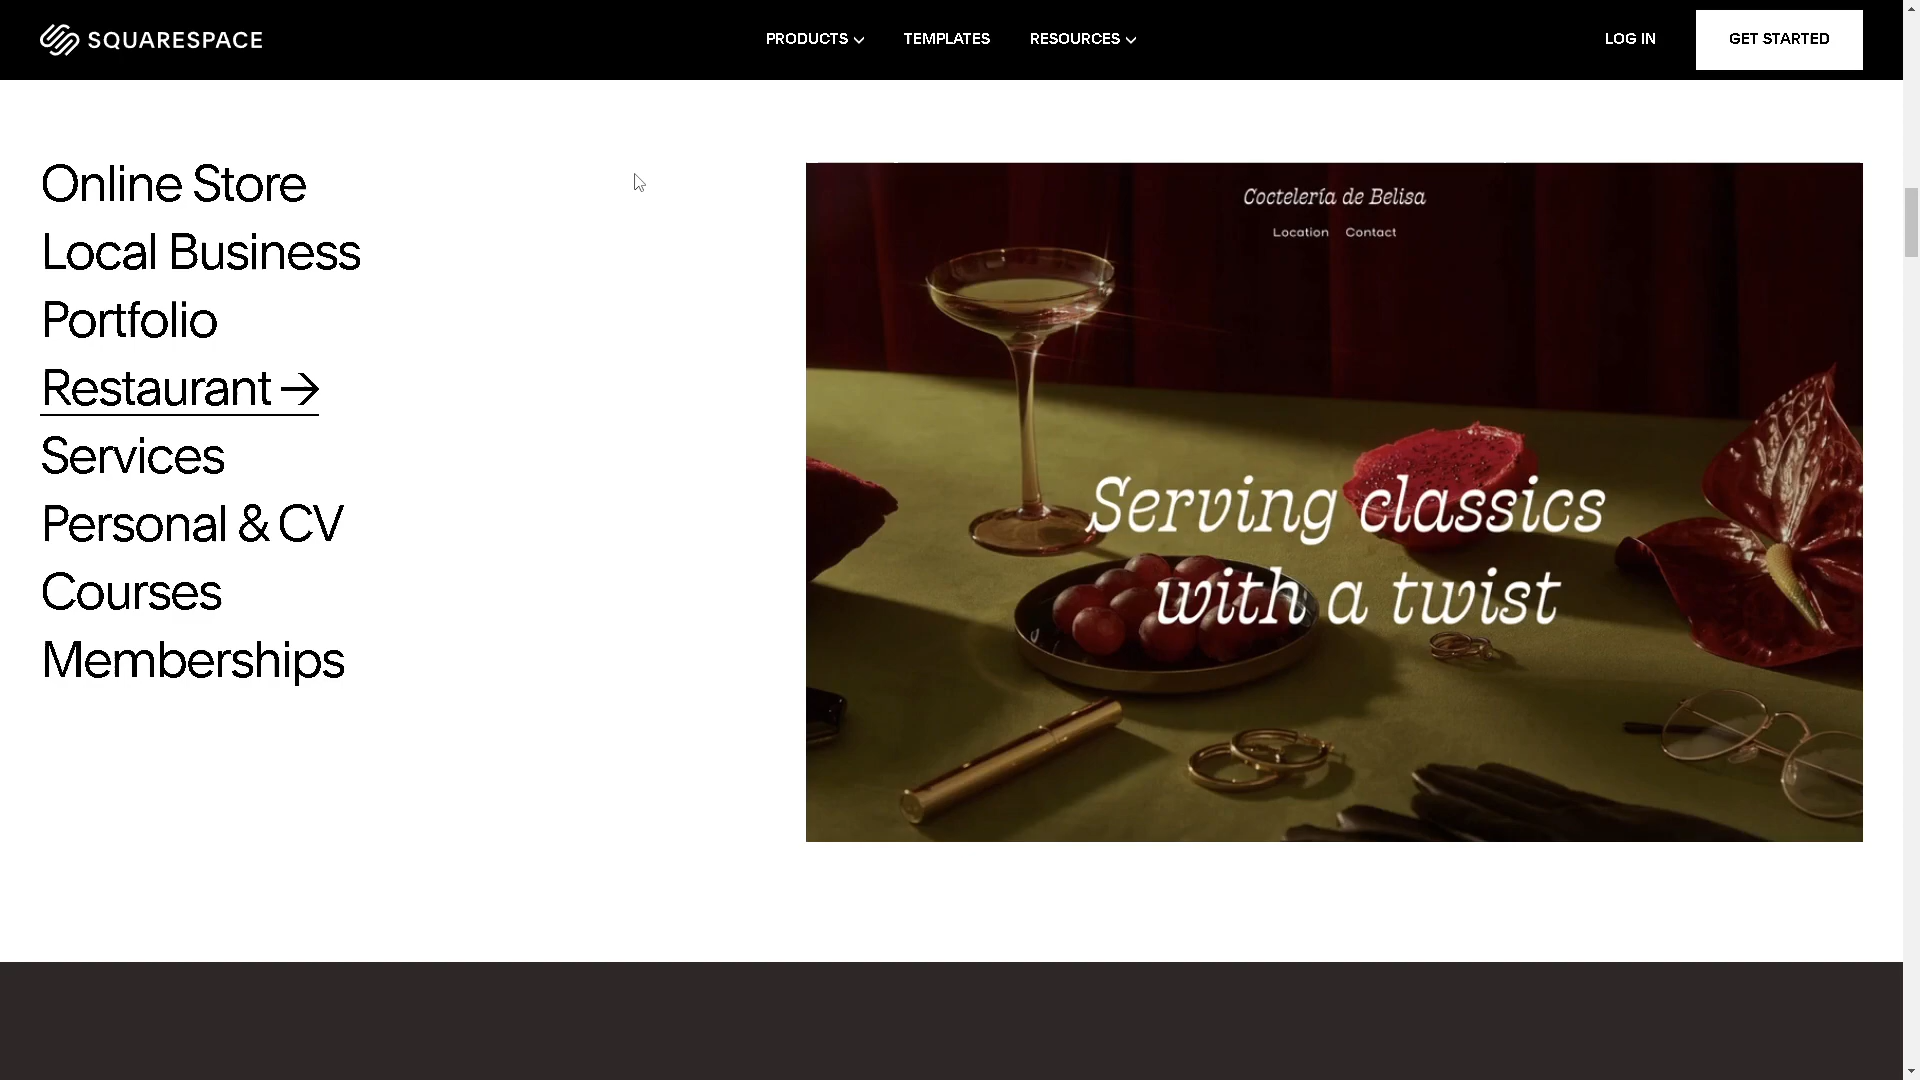 SQUARESPACE
PRODUCTS TEMPLATES RESOURCES
LOG IN
GET STARTED
Online Store
Local Business
Portfolio
Restaurant →
Services
Personal & CV
Courses
Memberships
Coctelería de Belisa
Location Contact
Serving classics
with a twist